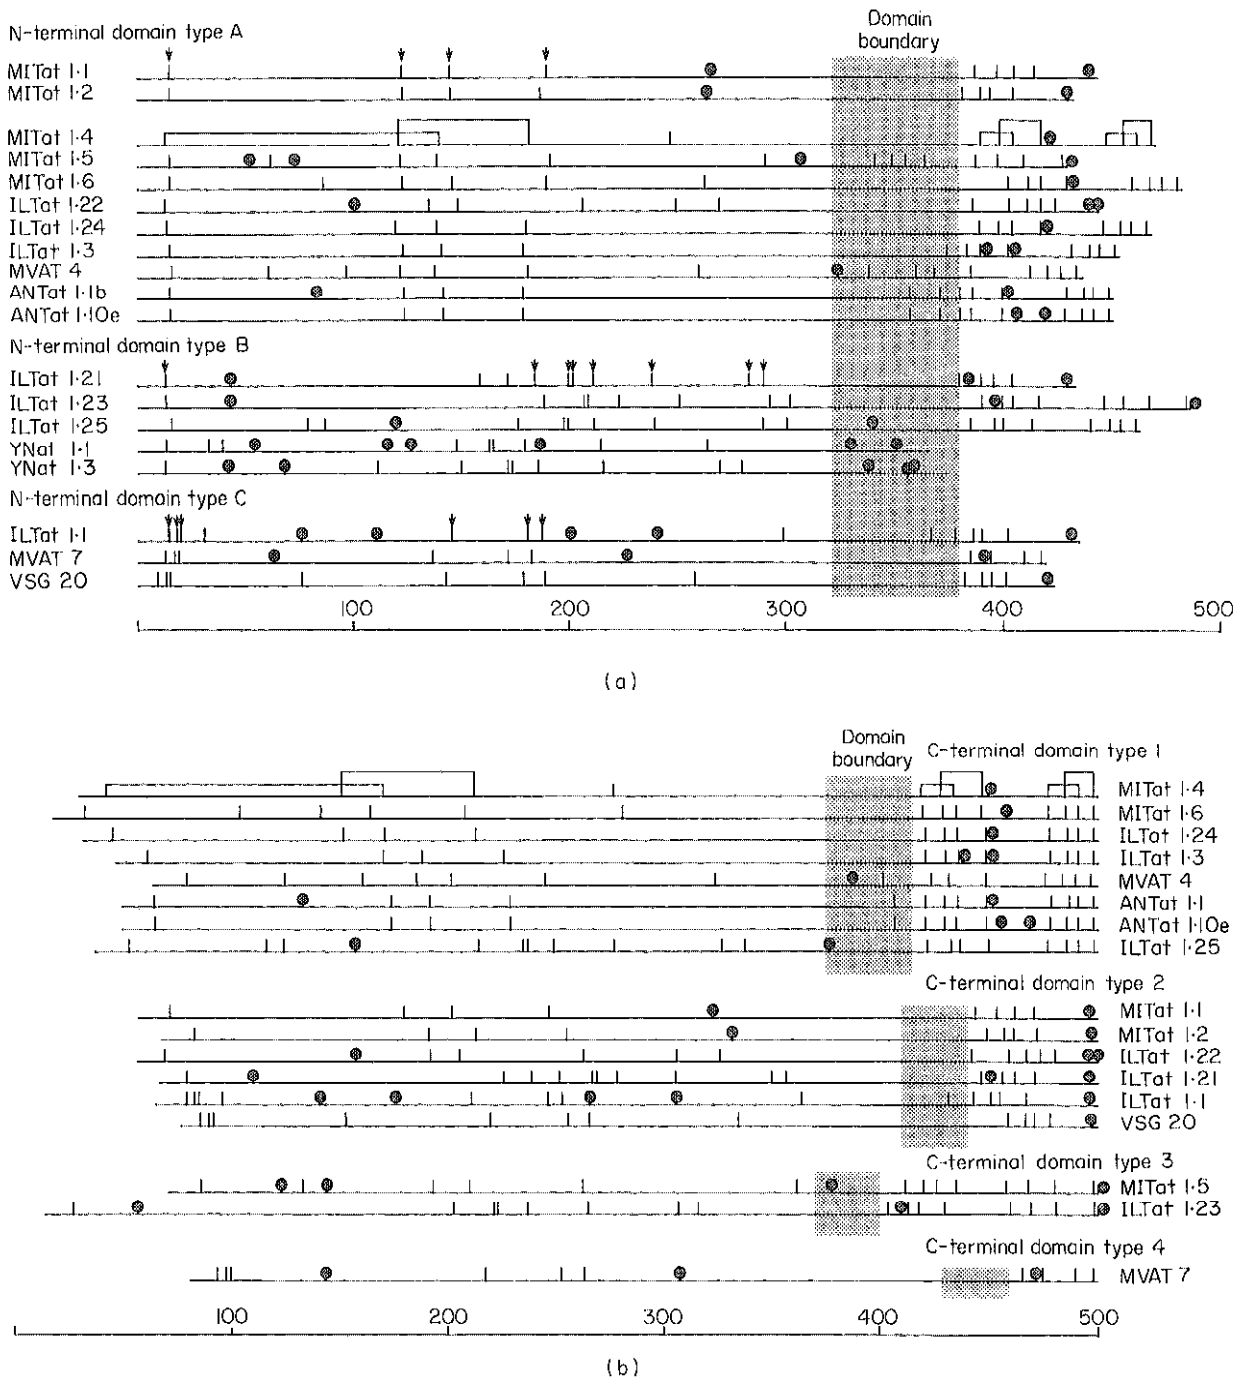 N-terminal domain type A
Domain
boundary
MITat 1·1
MITat 1·2
MITat 1·4
MITat 1·5
MITat 1·6
ILTat 1·22
ILTat 1·24
ILTat 1·3
MVAT 4
ANTat 1·1b
ANTat 1·10e
N-terminal domain type B
ILTat 1·21
ILTat 1·23
ILTat 1·25
YNat 1·1
YNat 1·3
N-terminal domain type C
ILTat 1·1
MVAT 7
VSG 20
100 200 300 400 500
(a)
Domain
boundary
C-terminal domain type 1
MITat 1·4
MITat 1·6
ILTat 1·24
ILTat 1·3
MVAT 4
ANTat 1·1
ANTat 1·10e
ILTat 1·25
C-terminal domain type 2
MITat 1·1
MITat 1·2
ILTat 1·22
ILTat 1·21
ILTat 1·1
VSG 20
C-terminal domain type 3
MITat 1·5
ILTat 1·23
C-terminal domain type 4
MVAT 7
100 200 300 400 500
(b)